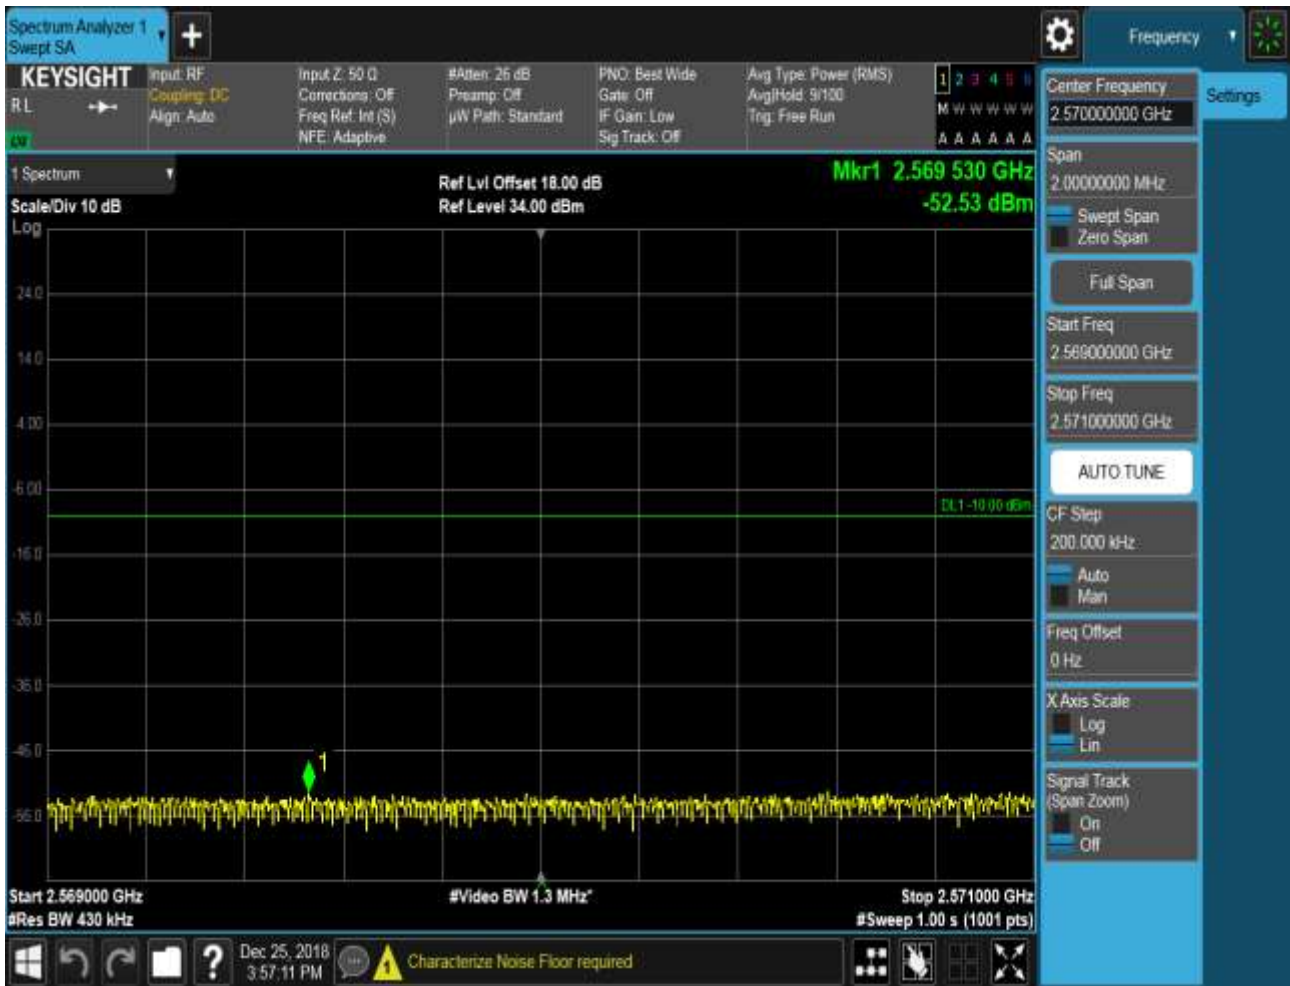 Spectrum Analyzer 1
Swept SA
Frequency
KEYSIGHT
RL
Input: RF
Coupling: DC
Align: Auto
Input Z: 50 Ω
Corrections: Off
Freq Ref: Int (S)
NFE: Adaptive
#Atten: 26 dB
Preamp: Off
µW Path: Standard
PNO: Best Wide
Gate: Off
IF Gain: Low
Sig Track: Off
Avg Type: Power (RMS)
Avg|Hold: 9/100
Trig: Free Run
1 2 3 4 5 6
M W W W W W
A A A A A A
1 Spectrum
Scale/Div 10 dB
Log
Ref Lvl Offset 18.00 dB
Ref Level 34.00 dBm
Mkr1 2.569 530 GHz
-52.53 dBm
24.0
14.0
4.00
-6.00
-16.0
-26.0
-36.0
-46.0
-56.0
DL1 -10.00 dBm
1
Start 2.569000 GHz
#Res BW 430 kHz
#Video BW 1.3 MHz*
Stop 2.571000 GHz
#Sweep 1.00 s (1001 pts)
Center Frequency
2.570000000 GHz
Settings
Span
2.00000000 MHz
Swept Span
Zero Span
Full Span
Start Freq
2.569000000 GHz
Stop Freq
2.571000000 GHz
AUTO TUNE
CF Step
200.000 kHz
Auto
Man
Freq Offset
0 Hz
X Axis Scale
Log
Lin
Signal Track
(Span Zoom)
On
Off
?
Dec 25, 2018
3:57:11 PM
1
Characterize Noise Floor required